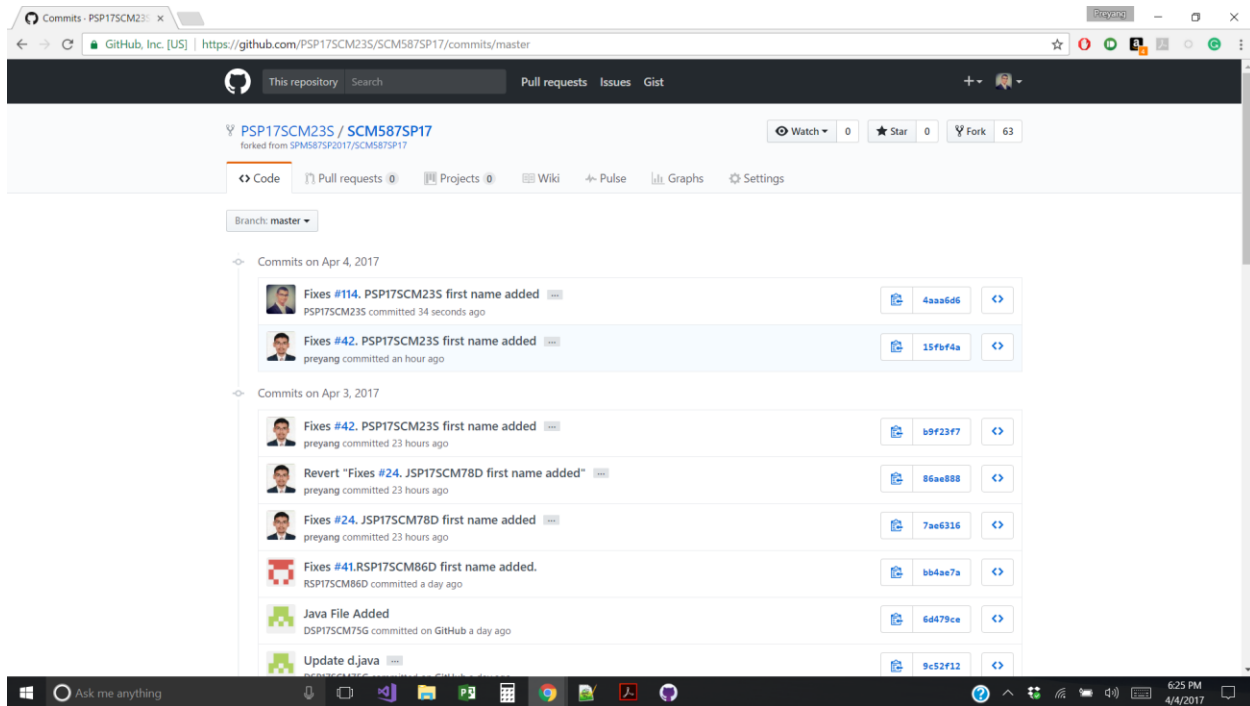 Commits - PSP17SCM23S
Preyang
GitHub, Inc. [US] | https://github.com/PSP17SCM23S/SCM587SP17/commits/master
This repository Search Pull requests Issues Gist
PSP17SCM23S / SCM587SP17
forked from SPM587SP2017/SCM587SP17
Watch 0 Star 0 Fork 63
Code Pull requests 0 Projects 0 Wiki Pulse Graphs Settings
Branch: master
Commits on Apr 4, 2017
Fixes #114. PSP17SCM23S first name added …
PSP17SCM23S committed 34 seconds ago
4aaa6d6
Fixes #42. PSP17SCM23S first name added …
preyang committed an hour ago
15fbf4a
Commits on Apr 3, 2017
Fixes #42. PSP17SCM23S first name added …
preyang committed 23 hours ago
b9f23f7
Revert "Fixes #24. JSP17SCM78D first name added" …
preyang committed 23 hours ago
86ae888
Fixes #24. JSP17SCM78D first name added …
preyang committed 23 hours ago
7ae6316
Fixes #41.RSP17SCM86D first name added.
RSP17SCM86D committed a day ago
bb4ae7a
Java File Added
DSP17SCM75G committed on GitHub a day ago
6d479ce
Update d.java …
DSP17SCM75G committed on GitHub a day ago
9c52f12
Ask me anything
6:25 PM
4/4/2017